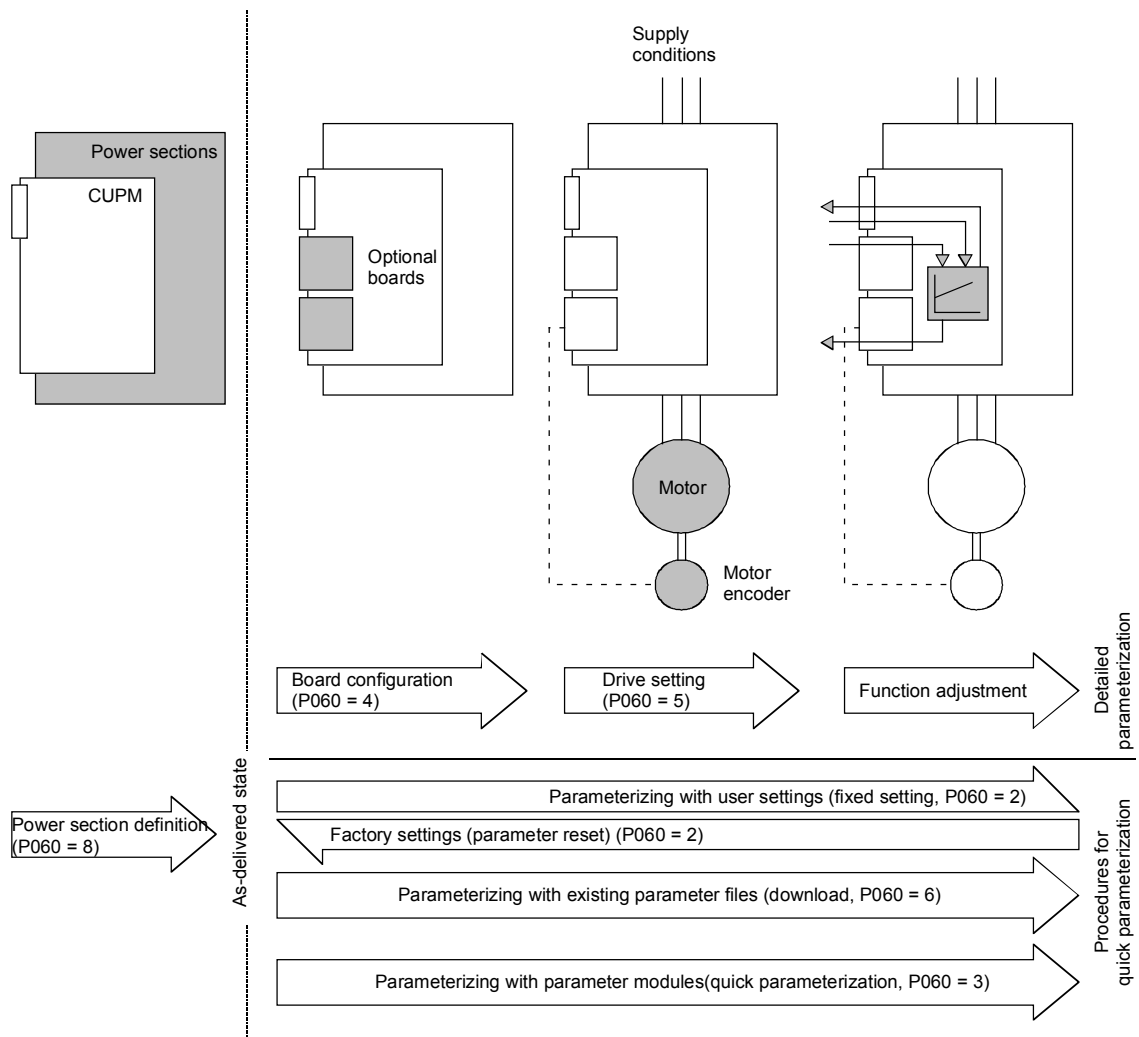 Supply
conditions
Power sections
CUPM
Optional
boards
Motor
Motor
encoder
Board configuration
(P060 = 4)
Drive setting
(P060 = 5)
Function adjustment
Detailed
parameterization
Power section definition
(P060 = 8)
As-delivered state
Parameterizing with user settings (fixed setting, P060 = 2)
Factory settings (parameter reset) (P060 = 2)
Parameterizing with existing parameter files (download, P060 = 6)
Parameterizing with parameter modules(quick parameterization, P060 = 3)
Procedures for
quick parameterization